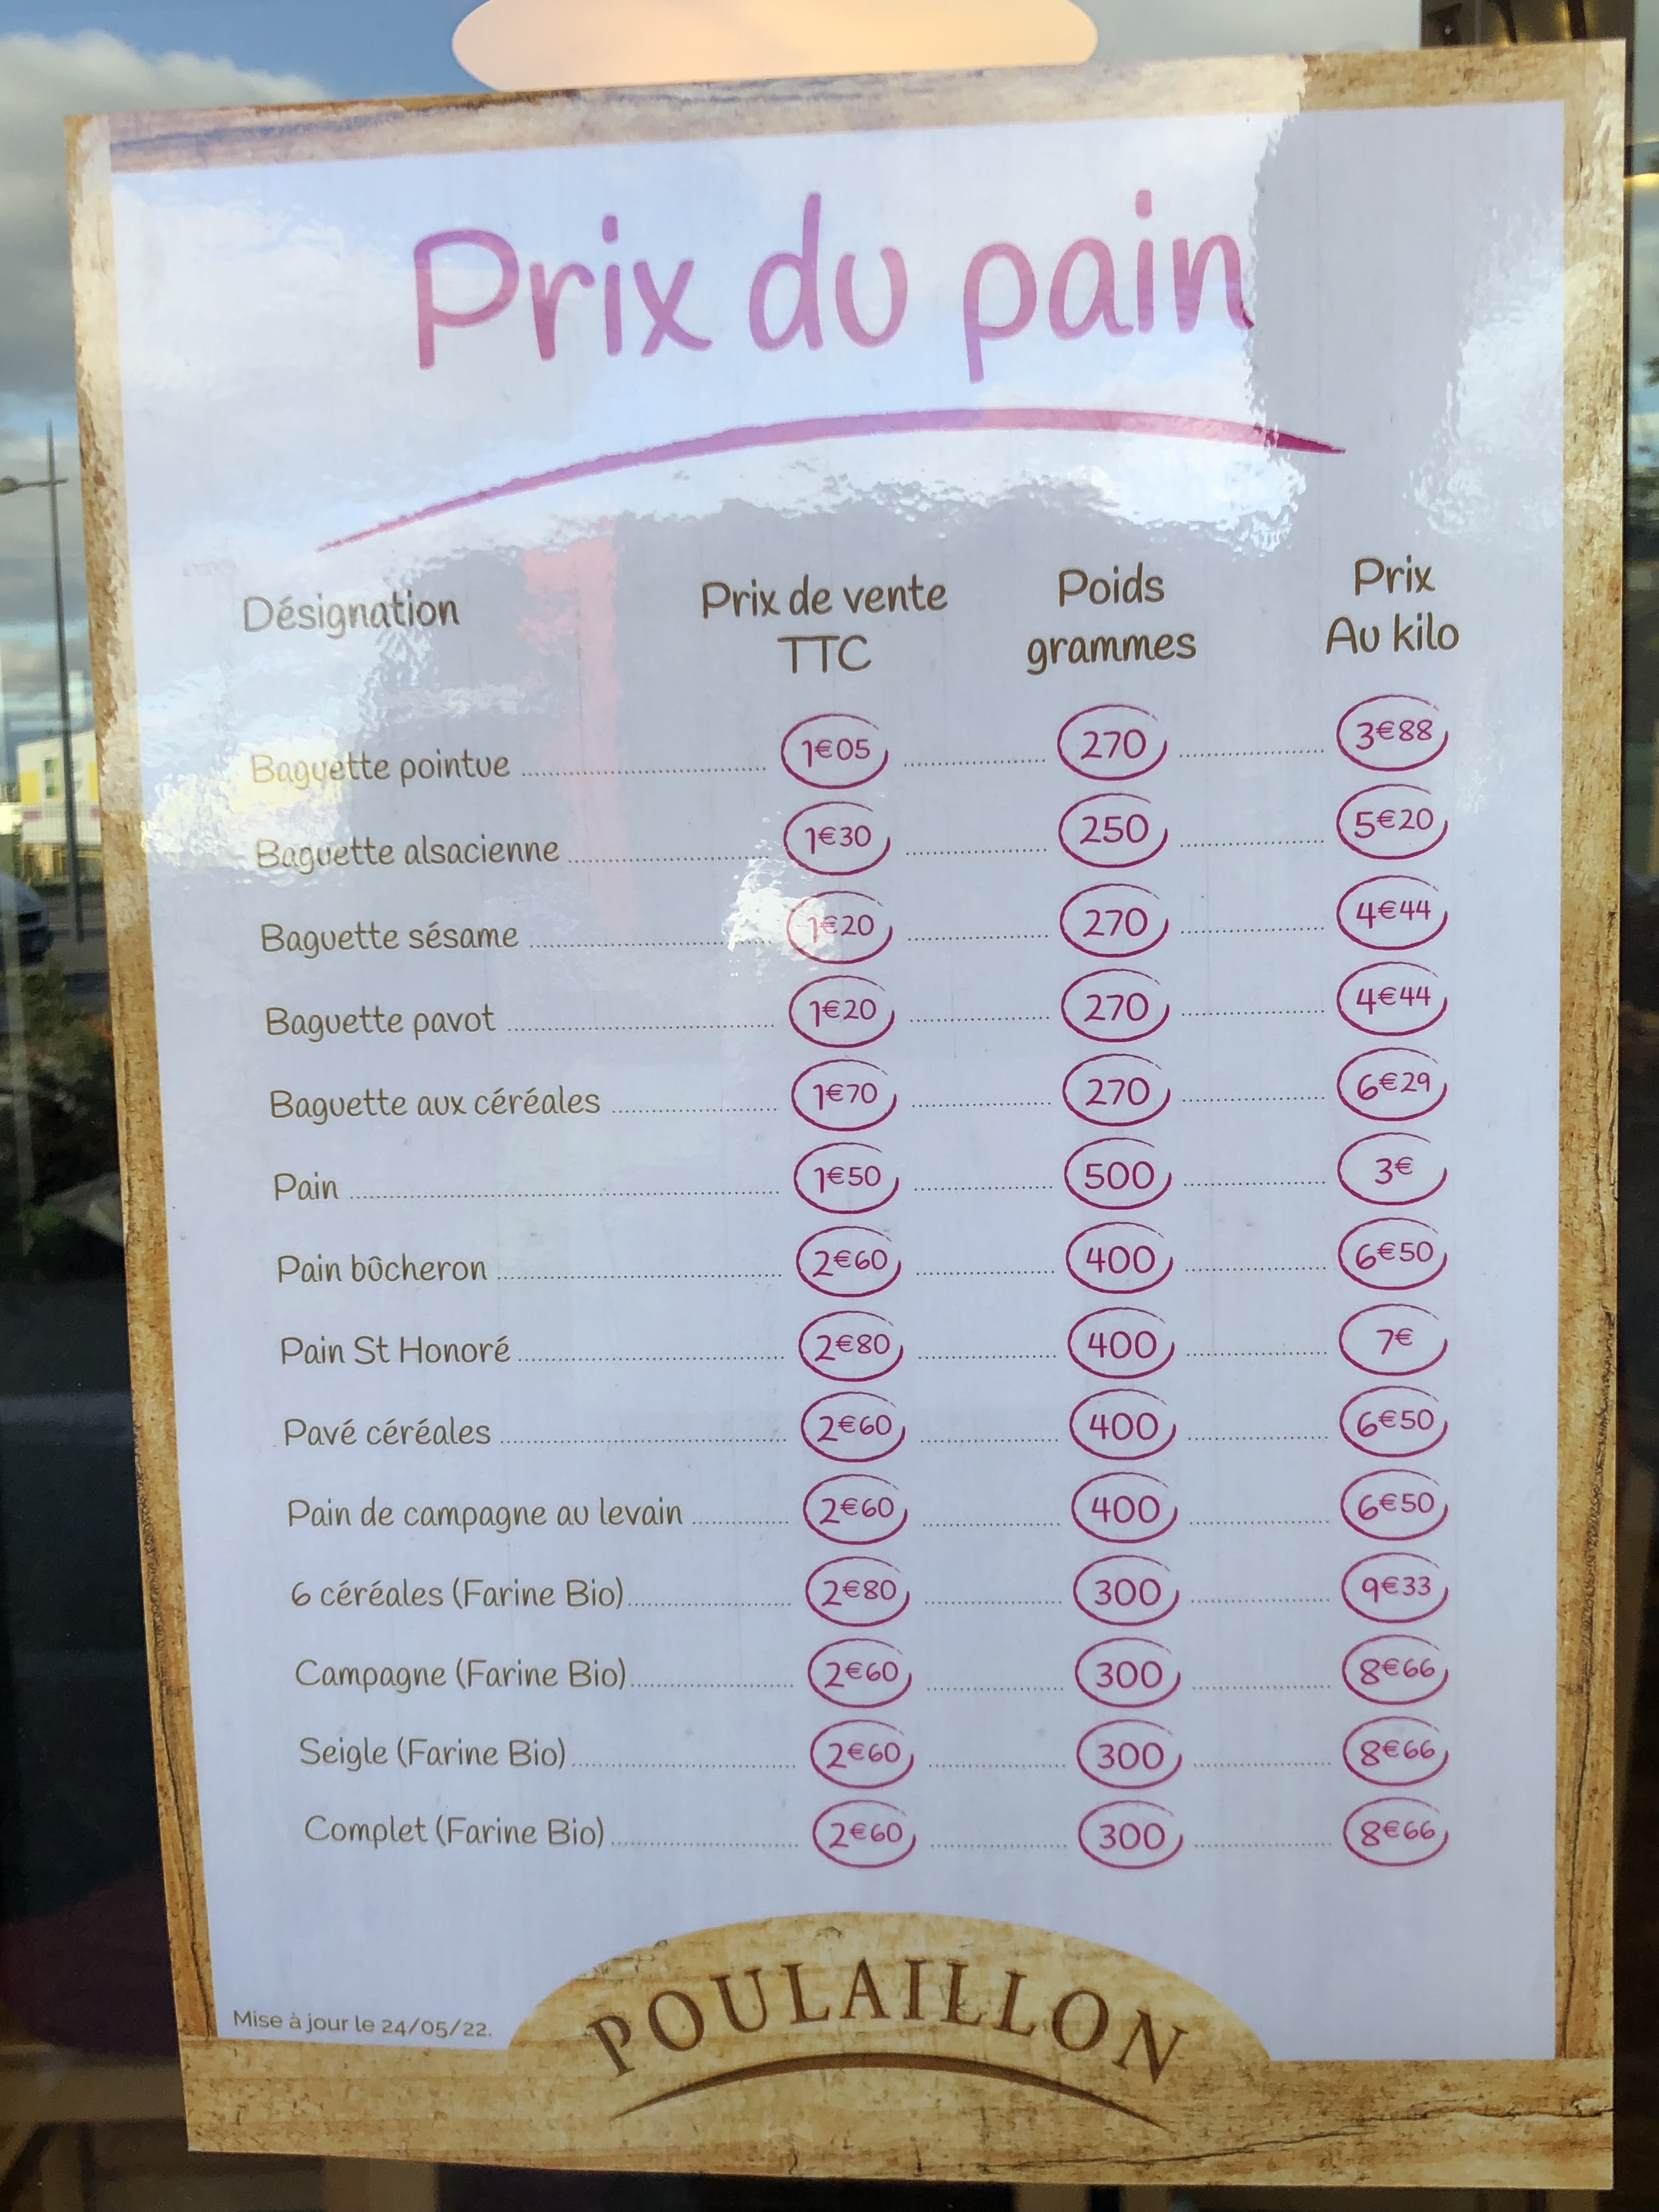 Prix du pain
Désignation Prix de vente TTC Poids grammes Prix Au kilo
Baguette pointue 1€05 270 3€88
Baguette alsacienne 1€30 250 5€20
Baguette sésame 1€20 270 4€44
Baguette pavot 1€20 270 4€44
Baguette aux céréales 1€70 270 6€29
Pain 1€50 500 3€
Pain bûcheron 2€60 400 6€50
Pain St Honoré 2€80 400 7€
Pavé céréales 2€60 400 6€50
Pain de campagne au levain 2€60 400 6€50
6 céréales (Farine Bio) 2€80 300 9€33
Campagne (Farine Bio) 2€60 300 8€66
Seigle (Farine Bio) 2€60 300 8€66
Complet (Farine Bio) 2€60 300 8€66
Mise à jour le 24/05/22.
POULAILLON